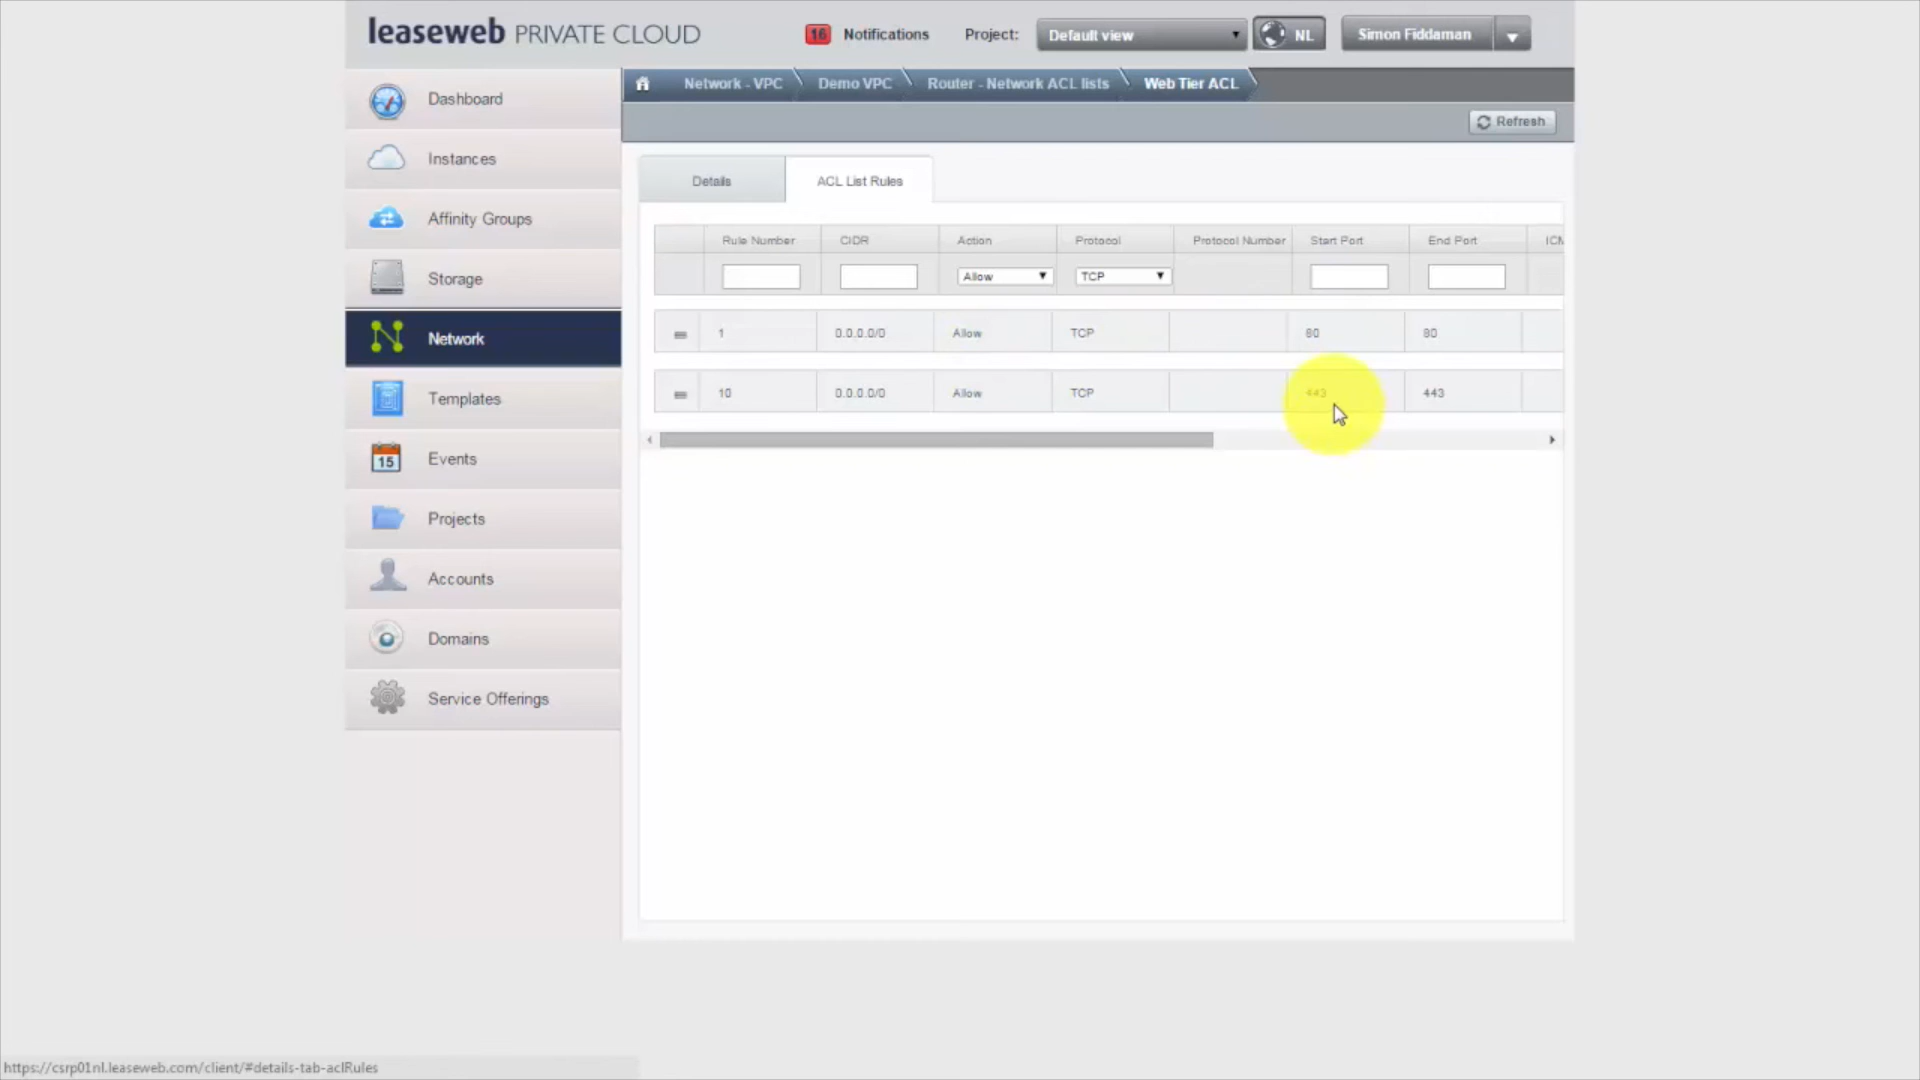 leaseweb PRIVATE CLOUD
16 Notifications Project: Default view NL Simon Fiddaman
Network - VPC Demo VPC Router - Network ACL lists Web Tier ACL
Refresh
Dashboard
Instances
Affinity Groups
Storage
Network
Templates
15 Events
Projects
Accounts
Domains
Service Offerings
Details ACL List Rules
Rule Number CIDR Action Protocol Protocol Number Start Port End Port ICM
Allow TCP
1 0.0.0.0/0 Allow TCP 80 80
10 0.0.0.0/0 Allow TCP 443 443
https://csrp01nl.leaseweb.com/client/#details-tab-aclRules